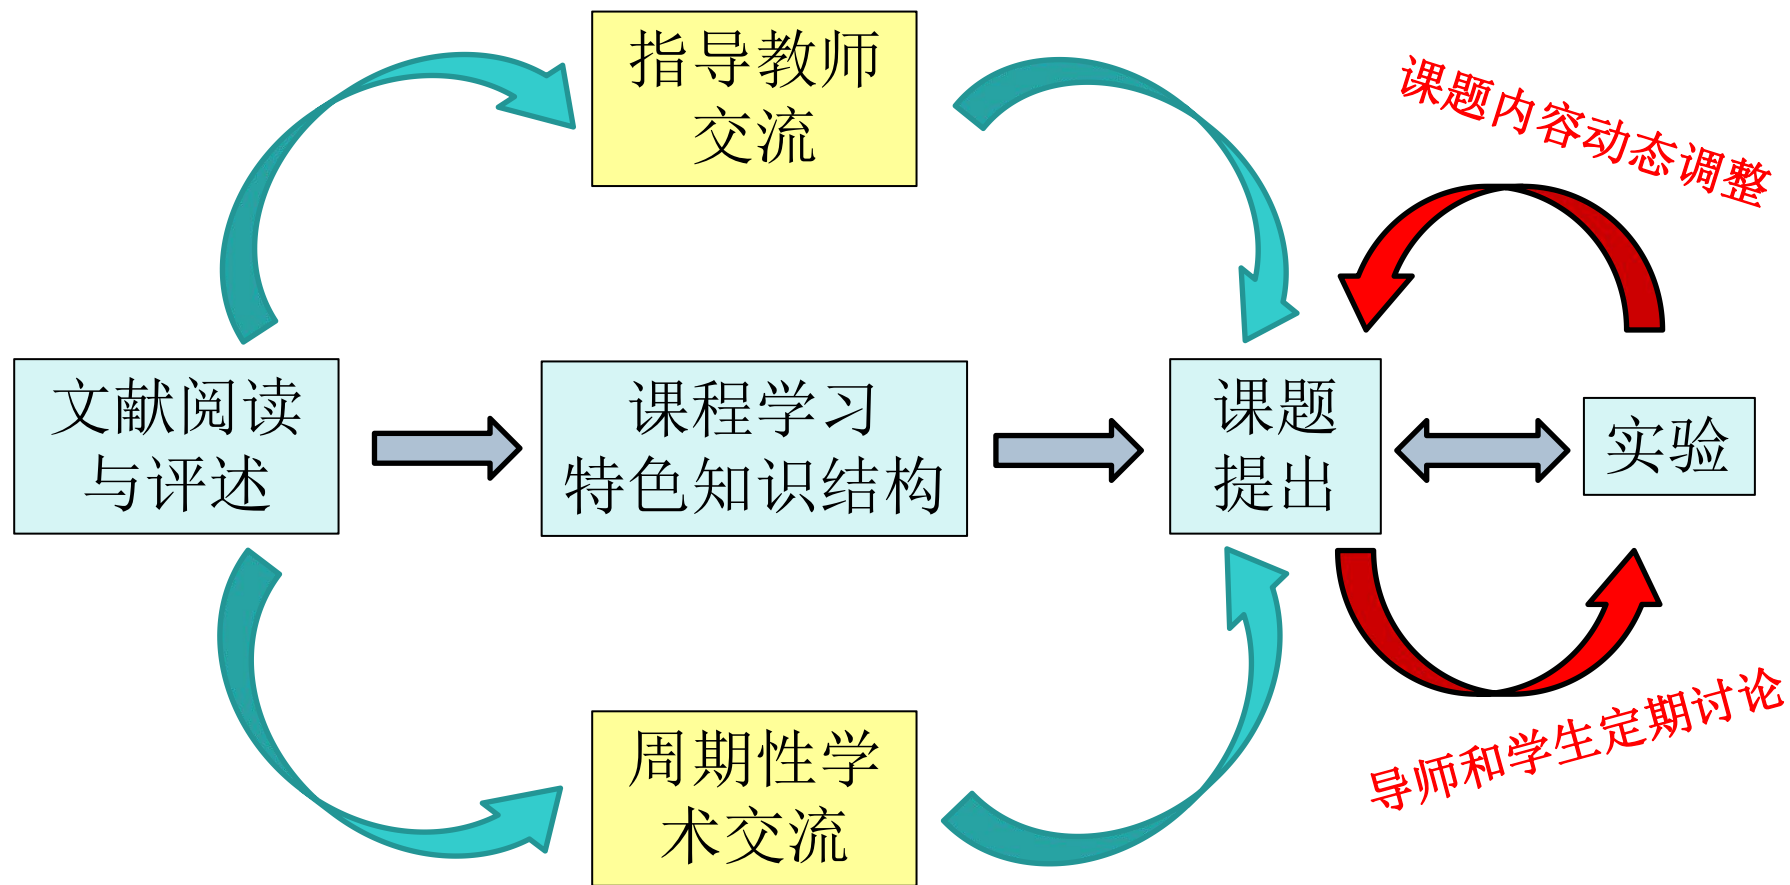 指导教师
交流
课题内容动态调整
文献阅读
与评述
课程学习
特色知识结构
课题
提出
实验
周期性学
术交流
导师和学生定期讨论